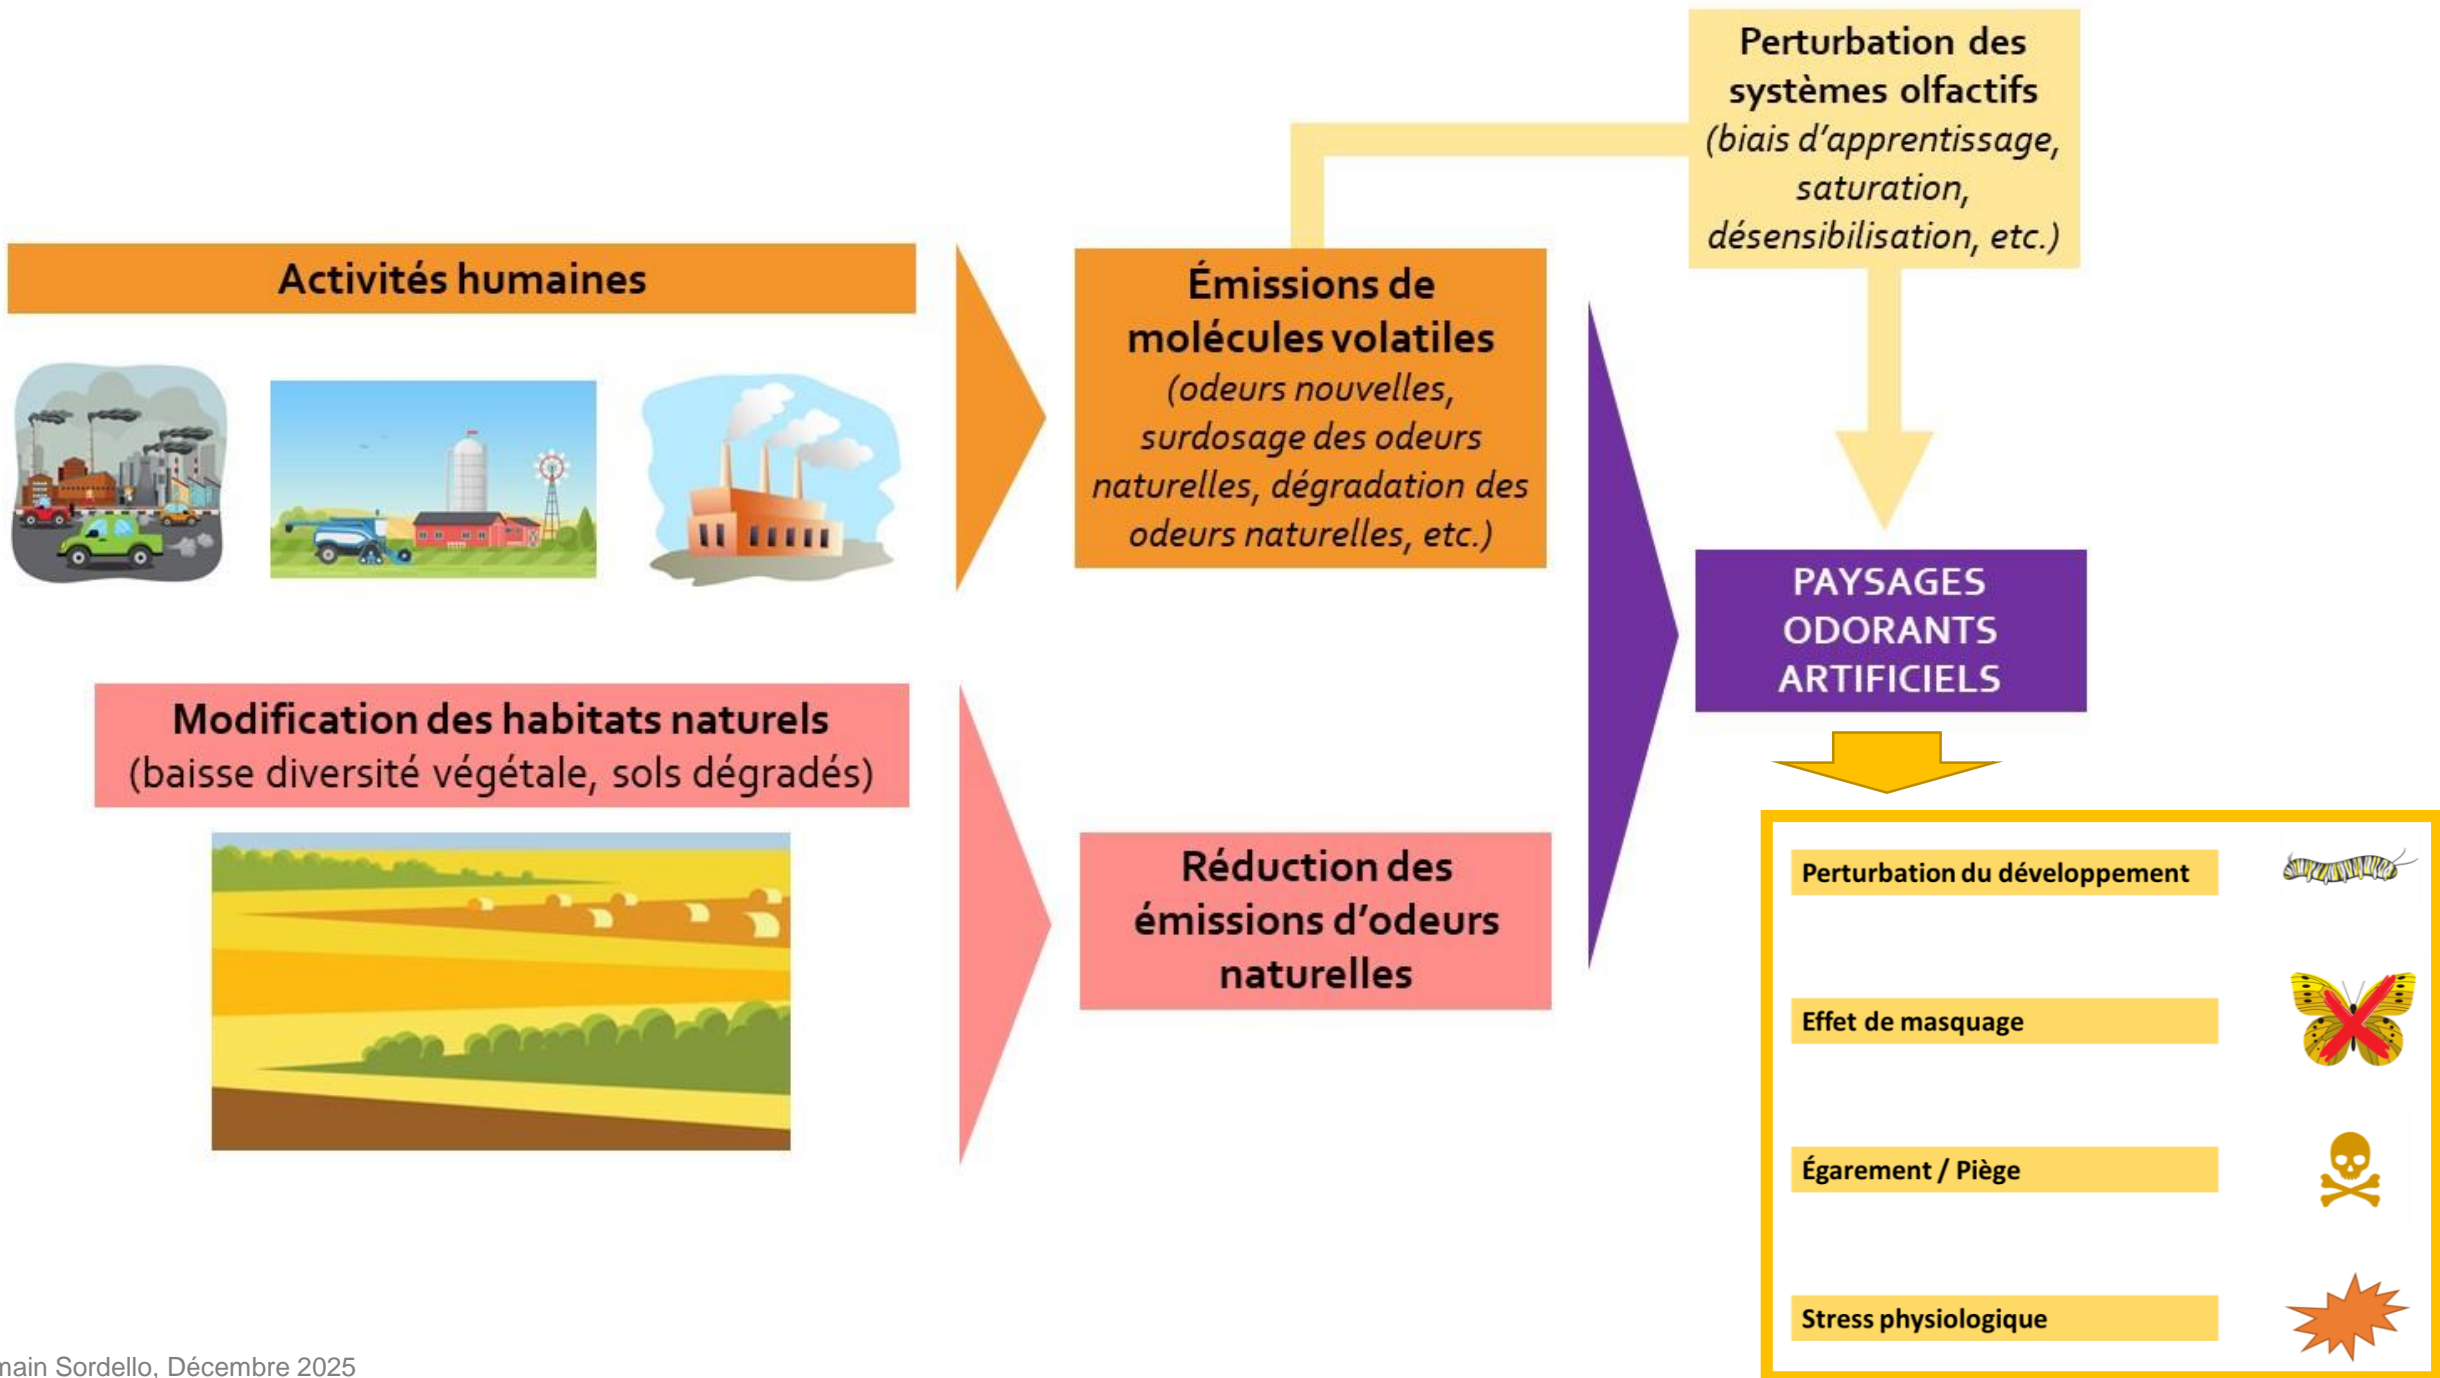 Perturbation des
systèmes olfactifs
(biais d'apprentissage,
saturation,
désensibilisation, etc.)
Activités humaines
Émissions de
molécules volatiles
(odeurs nouvelles,
surdosage des odeurs
naturelles, dégradation des
odeurs naturelles, etc.)
PAYSAGES
ODORANTS
ARTIFICIELS
Modification des habitats naturels
(baisse diversité végétale, sols dégradés)
Réduction des
émissions d'odeurs
naturelles
Perturbation du développement
Effet de masquage
Égarement / Piège
Stress physiologique
Sordello, Décembre 2025